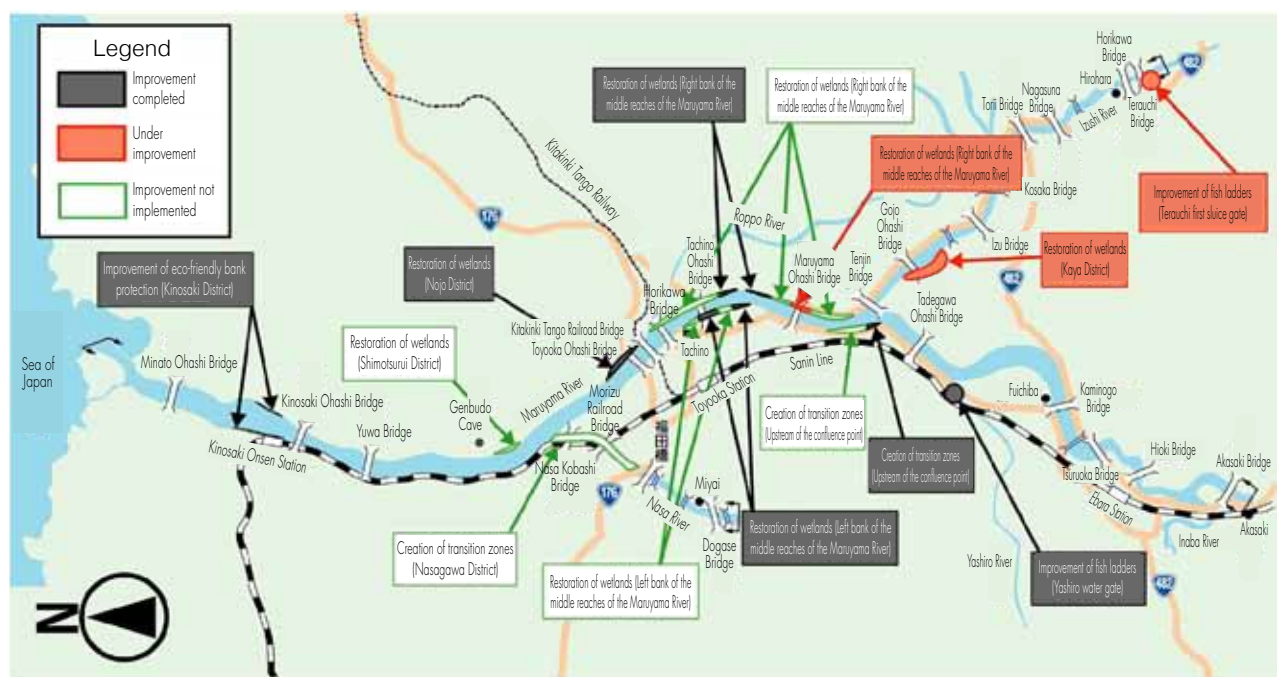 Legend
Improvement
completed
Under
improvement
Improvement not
implemented
Restoration of wetlands (Right bank of the
middle reaches of the Maruyama River)
Restoration of wetlands (Right bank of the
middle reaches of the Maruyama River)
Restoration of wetlands (Right bank of the
middle reaches of the Maruyama River)
Horikawa
Bridge
482
Hirohara
Terauchi
Bridge
Nagasuna
Bridge
Torii Bridge
Izushi River
Improvement of fish ladders
(Terauchi first sluice gate)
Kitakinki Tango Railway
176
Roppo River
Kosaka Bridge
Gojo
Ohashi
Bridge
Izu Bridge
Restoration of wetlands
(Kaya District)
482
Tachino
Ohashi
Bridge
Maruyama
Ohashi Bridge
Tenjin
Bridge
Tadegawa
Ohashi Bridge
Improvement of eco-friendly bank
protection (Kinosaki District)
Restoration of wetlands
(Nojo District)
Horikawa
Bridge
Kitakinki Tango Railroad Bridge
Toyooka Ohashi Bridge
Tachino
Sanin Line
Toyooka Station
Restoration of wetlands
(Shimotsurui District)
Sea of
Japan
Minato Ohashi Bridge
Kinosaki Ohashi Bridge
Yuwa Bridge
Kinosaki Onsen Station
Genbudo
Cave
Maruyama River
Morizu
Railroad
Bridge
Nasa Kobashi
Bridge
176
Miyai
Nasa River
Dogase
Bridge
Creation of transition zones
(Upstream of the confluence point)
Creation of transition zones
(Upstream of the confluence point)
Fuichiba
Kaminogo
Bridge
Tsuruoka Bridge
Hioki Bridge
Akasaki Bridge
Ebara Station
Akasaki
Inaba River
Yashiro River
482
Creation of transition zones
(Nasagawa District)
Restoration of wetlands (Left bank of the
middle reaches of the Maruyama River)
Restoration of wetlands (Left bank of the
middle reaches of the Maruyama River)
Improvement of fish ladders
(Yashiro water gate)
N